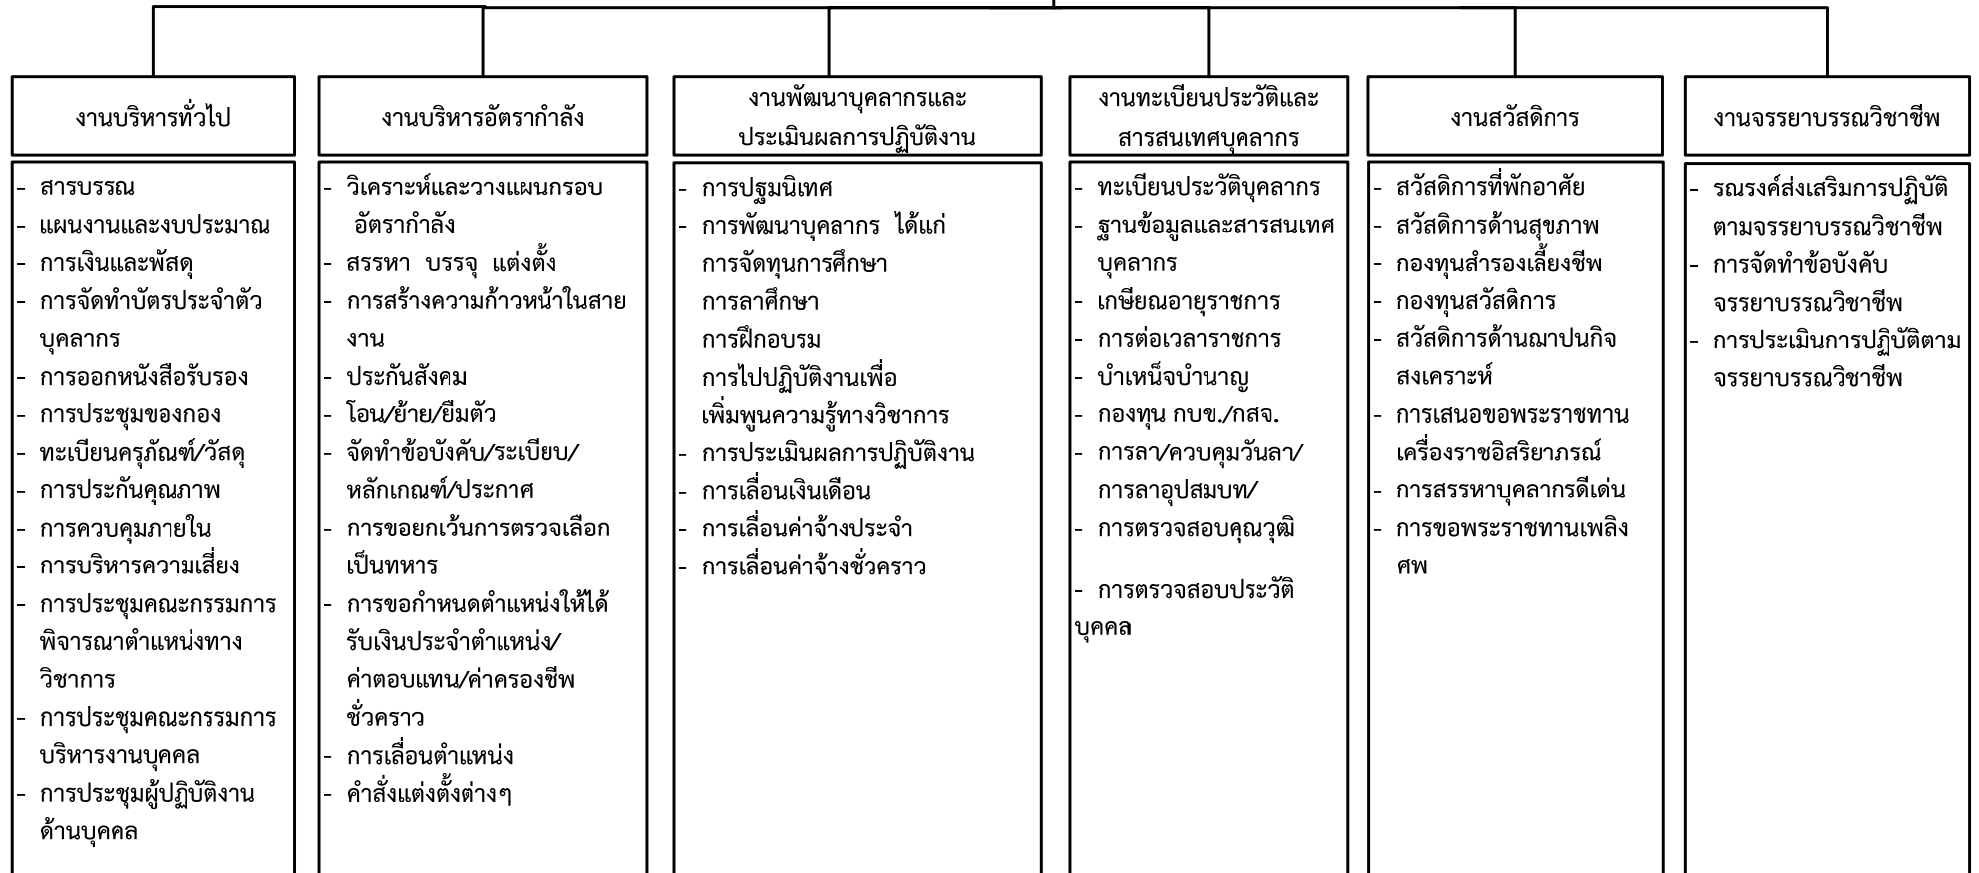 งานบริหารทั่วไป
- สารบรรณ
- แผนงานและงบประมาณ
- การเงินและพัสดุ
- การจัดทำบัตรประจำตัว
บุคลากร
- การออกหนังสือรับรอง
- การประชุมของกอง
- ทะเบียนครุภัณฑ์/วัสดุ
- การประกันคุณภาพ
- การควบคุมภายใน
- การบริหารความเสี่ยง
- การประชุมคณะกรรมการ
พิจารณาตำแหน่งทาง
วิชาการ
- การประชุมคณะกรรมการ
บริหารงานบุคคล
- การประชุมผู้ปฏิบัติงาน
ด้านบุคคล
งานบริหารอัตรากำลัง
- วิเคราะห์และวางแผนกรอบ
อัตรากำลัง
- สรรหา บรรจุ แต่งตั้ง
- การสร้างความก้าวหน้าในสาย
งาน
- ประกันสังคม
- โอน/ย้าย/ยืมตัว
- จัดทำข้อบังคับ/ระเบียบ/
หลักเกณฑ์/ประกาศ
- การขอยกเว้นการตรวจเลือก
เป็นทหาร
- การขอกำหนดตำแหน่งให้ได้
รับเงินประจำตำแหน่ง/
ค่าตอบแทน/ค่าครองชีพ
ชั่วคราว
- การเลื่อนตำแหน่ง
- คำสั่งแต่งตั้งต่างๆ
งานพัฒนาบุคลากรและ
ประเมินผลการปฏิบัติงาน
- การปฐมนิเทศ
- การพัฒนาบุคลากร ได้แก่
การจัดทุนการศึกษา
การลาศึกษา
การฝึกอบรม
การไปปฏิบัติงานเพื่อ
เพิ่มพูนความรู้ทางวิชาการ
- การประเมินผลการปฏิบัติงาน
- การเลื่อนเงินเดือน
- การเลื่อนค่าจ้างประจำ
- การเลื่อนค่าจ้างชั่วคราว
งานทะเบียนประวัติและ
สารสนเทศบุคลากร
- ทะเบียนประวัติบุคลากร
- ฐานข้อมูลและสารสนเทศ
บุคลากร
- เกษียณอายุราชการ
- การต่อเวลาราชการ
- บำเหน็จบำนาญ
- กองทุน กบข./กสจ.
- การลา/ควบคุมวันลา/
การลาอุปสมบท/
- การตรวจสอบคุณวุฒิ
- การตรวจสอบประวัติ
บุคคล
งานสวัสดิการ
- สวัสดิการที่พักอาศัย
- สวัสดิการด้านสุขภาพ
- กองทุนสำรองเลี้ยงชีพ
- กองทุนสวัสดิการ
- สวัสดิการด้านฌาปนกิจ
สงเคราะห์
- การเสนอขอพระราชทาน
เครื่องราชอิสริยาภรณ์
- การสรรหาบุคลากรดีเด่น
- การขอพระราชทานเพลิง
ศพ
งานจรรยาบรรณวิชาชีพ
- รณรงค์ส่งเสริมการปฏิบัติ
ตามจรรยาบรรณวิชาชีพ
- การจัดทำข้อบังคับ
จรรยาบรรณวิชาชีพ
- การประเมินการปฏิบัติตาม
จรรยาบรรณวิชาชีพ